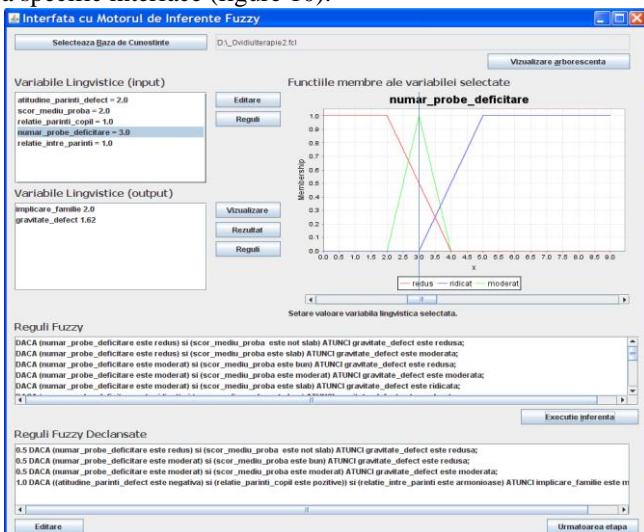 a specific interface (figure 10).
Interfata cu Motorul de Inferente Fuzzy
Selecteaza Baza de Cunostinte
D:\_Ovidiu\terapie2.fcl
Vizualizare arborescenta
Variabile Lingvistice (input)
atitudine_parinti_defect = 2.0
scor_mediu_proba = 2.0
relatie_parinti_copil = 1.0
numar_probe_deficitare = 3.0
relatie_intre_parinti = 1.0
Editare
Reguli
Functiile membre ale variabilei selectate
numar_probe_deficitare
Membership
1.0
0.9
0.8
0.7
0.6
0.5
0.4
0.3
0.2
0.1
0.0
0.0 0.5 1.0 1.5 2.0 2.5 3.0 3.5 4.0 4.5 5.0 5.5 6.0 6.5 7.0 7.5 8.0 8.5 9.0
x
redus ridicat moderat
Variabile Lingvistice (output)
implicare_familie 2.0
gravitate_defect 1.62
Vizualizare
Rezultat
Reguli
Setare valoare variabila lingvistica selectata.
Reguli Fuzzy
DACA (numar_probe_deficitare este redus) si (scor_mediu_proba este not slab) ATUNCI gravitate_defect este redusa;
DACA (numar_probe_deficitare este redus) si (scor_mediu_proba este slab) ATUNCI gravitate_defect este moderata;
DACA (numar_probe_deficitare este moderat) si (scor_mediu_proba este bun) ATUNCI gravitate_defect este redusa;
DACA (numar_probe_deficitare este moderat) si (scor_mediu_proba este moderat) ATUNCI gravitate_defect este moderata;
DACA (numar_probe_deficitare este moderat) si (scor_mediu_proba este slab) ATUNCI gravitate_defect este ridicata;
Executie inferenta
Reguli Fuzzy Declansate
0.5 DACA (numar_probe_deficitare este redus) si (scor_mediu_proba este not slab) ATUNCI gravitate_defect este redusa;
0.5 DACA (numar_probe_deficitare este moderat) si (scor_mediu_proba este bun) ATUNCI gravitate_defect este redusa;
0.5 DACA (numar_probe_deficitare este moderat) si (scor_mediu_proba este moderat) ATUNCI gravitate_defect este moderata;
1.0 DACA ((atitudine_parinti_defect este negativa) si (relatie_parinti_copil este pozitive)) si (relatie_intre_parinti este armonioase) ATUNCI implicare_familie este m
Editare
Urmatoarea etapa